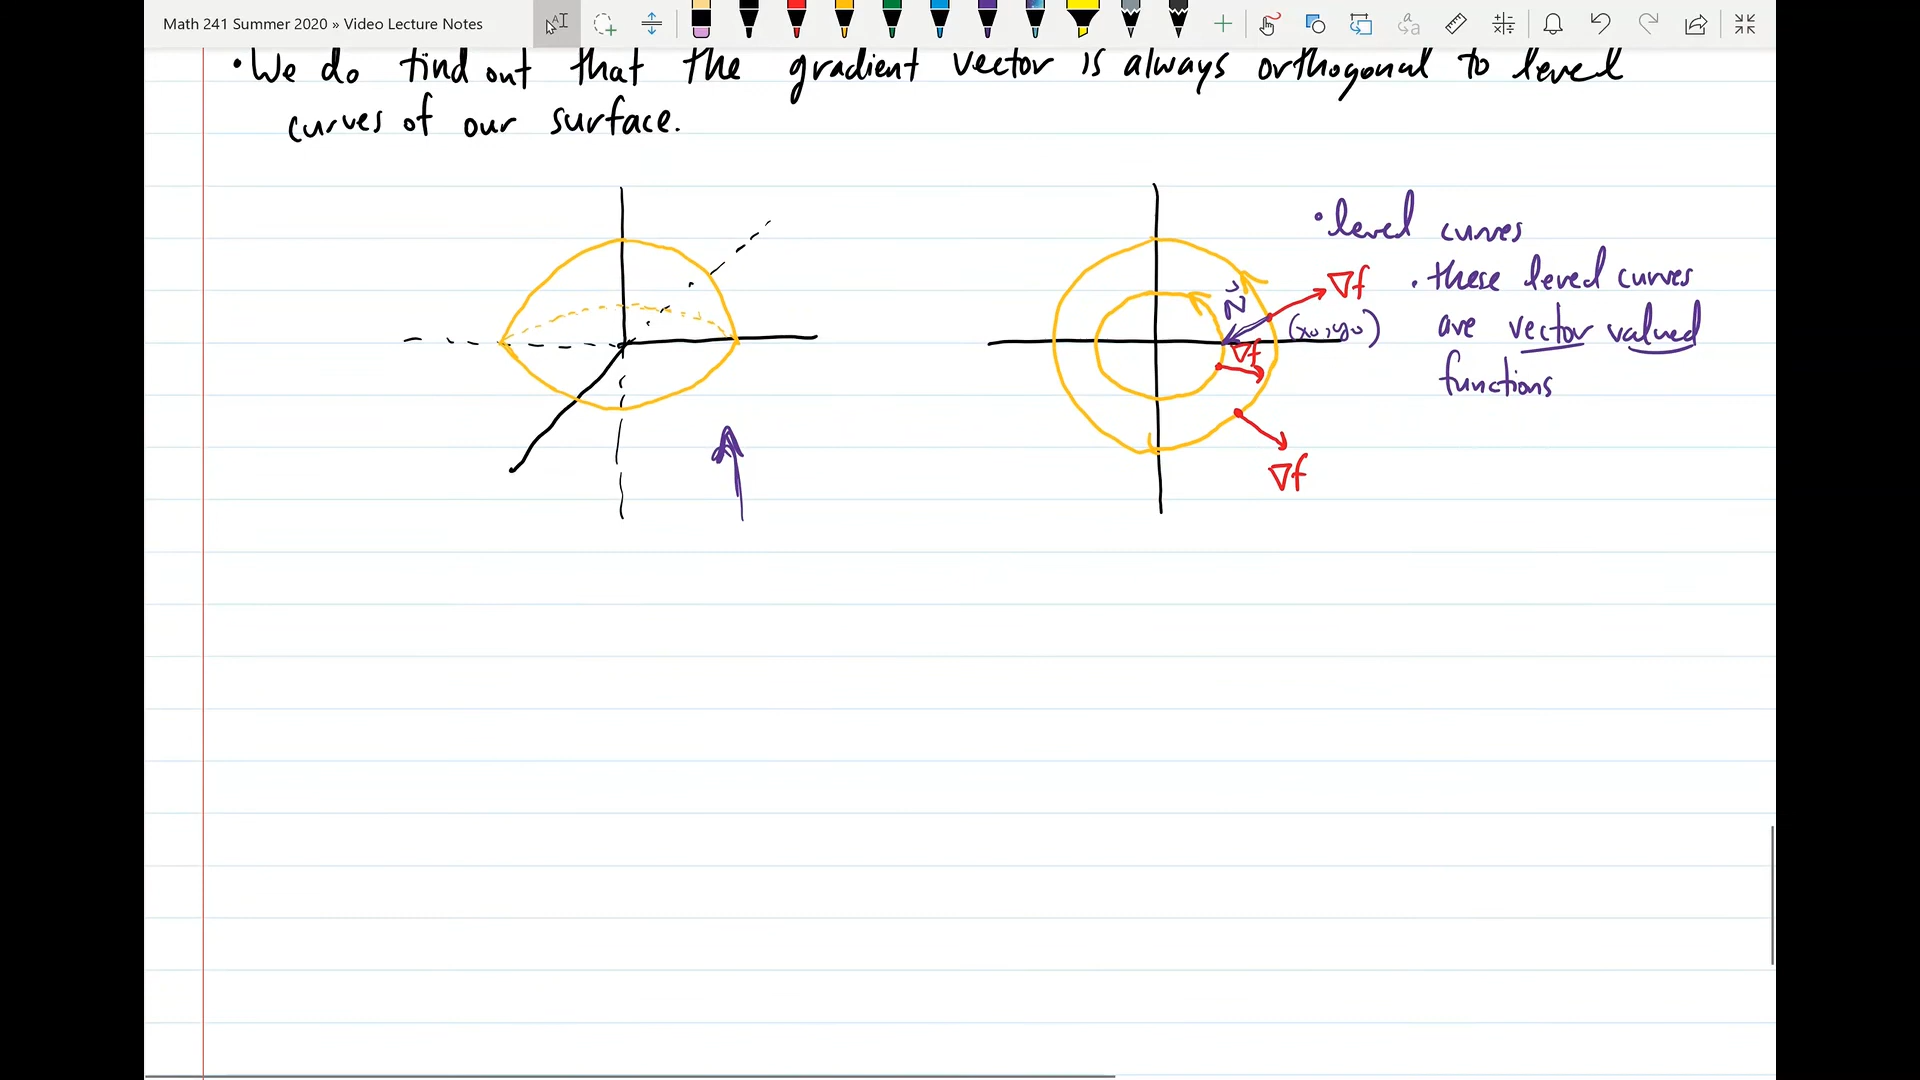 Math 241 Summer 2020 » Video Lecture Notes
• We do find out that the gradient vector is always orthogonal to level
curves of our surface.
• level curves
• these level curves
are vector valued
functions
∇f
N⃗
(x₀, y₀)
∇f
∇f